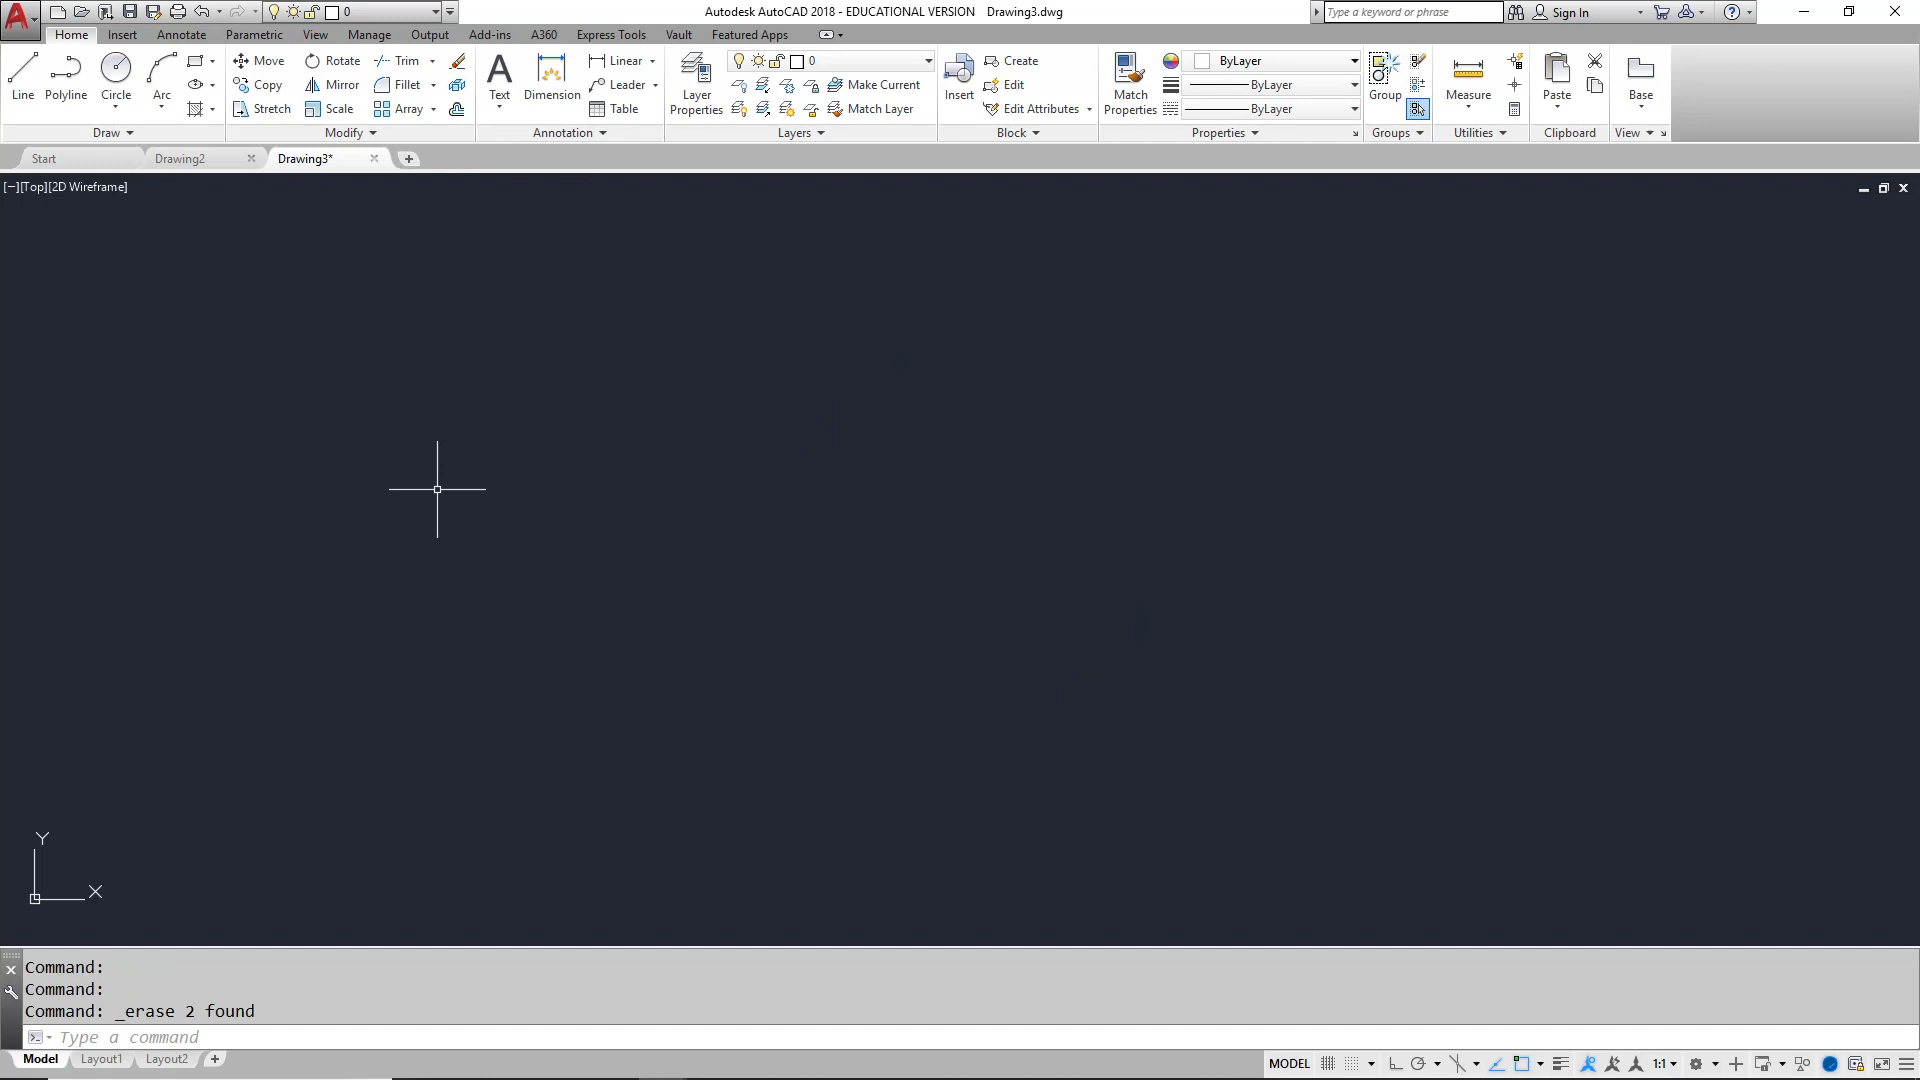 0
Autodesk AutoCAD 2018 - EDUCATIONAL VERSION Drawing3.dwg
Type a keyword or phrase
Sign In
Home Insert Annotate Parametric View Manage Output Add-ins A360 Express Tools Vault Featured Apps
Line Polyline Circle Arc
Move Rotate Trim
Copy Mirror Fillet
Stretch Scale Array
Text Dimension
Linear
Leader
Table
Layer Properties
0
Make Current
Match Layer
Insert
Create
Edit
Edit Attributes
Match Properties
ByLayer
ByLayer
ByLayer
Group
Measure
Paste
Base
Draw Modify Annotation Layers Block Properties Groups Utilities Clipboard View
Start Drawing2 Drawing3*
[−][Top][2D Wireframe]
Y
X
Command:
Command:
Command: _erase 2 found
Type a command
Model Layout1 Layout2
MODEL 1:1